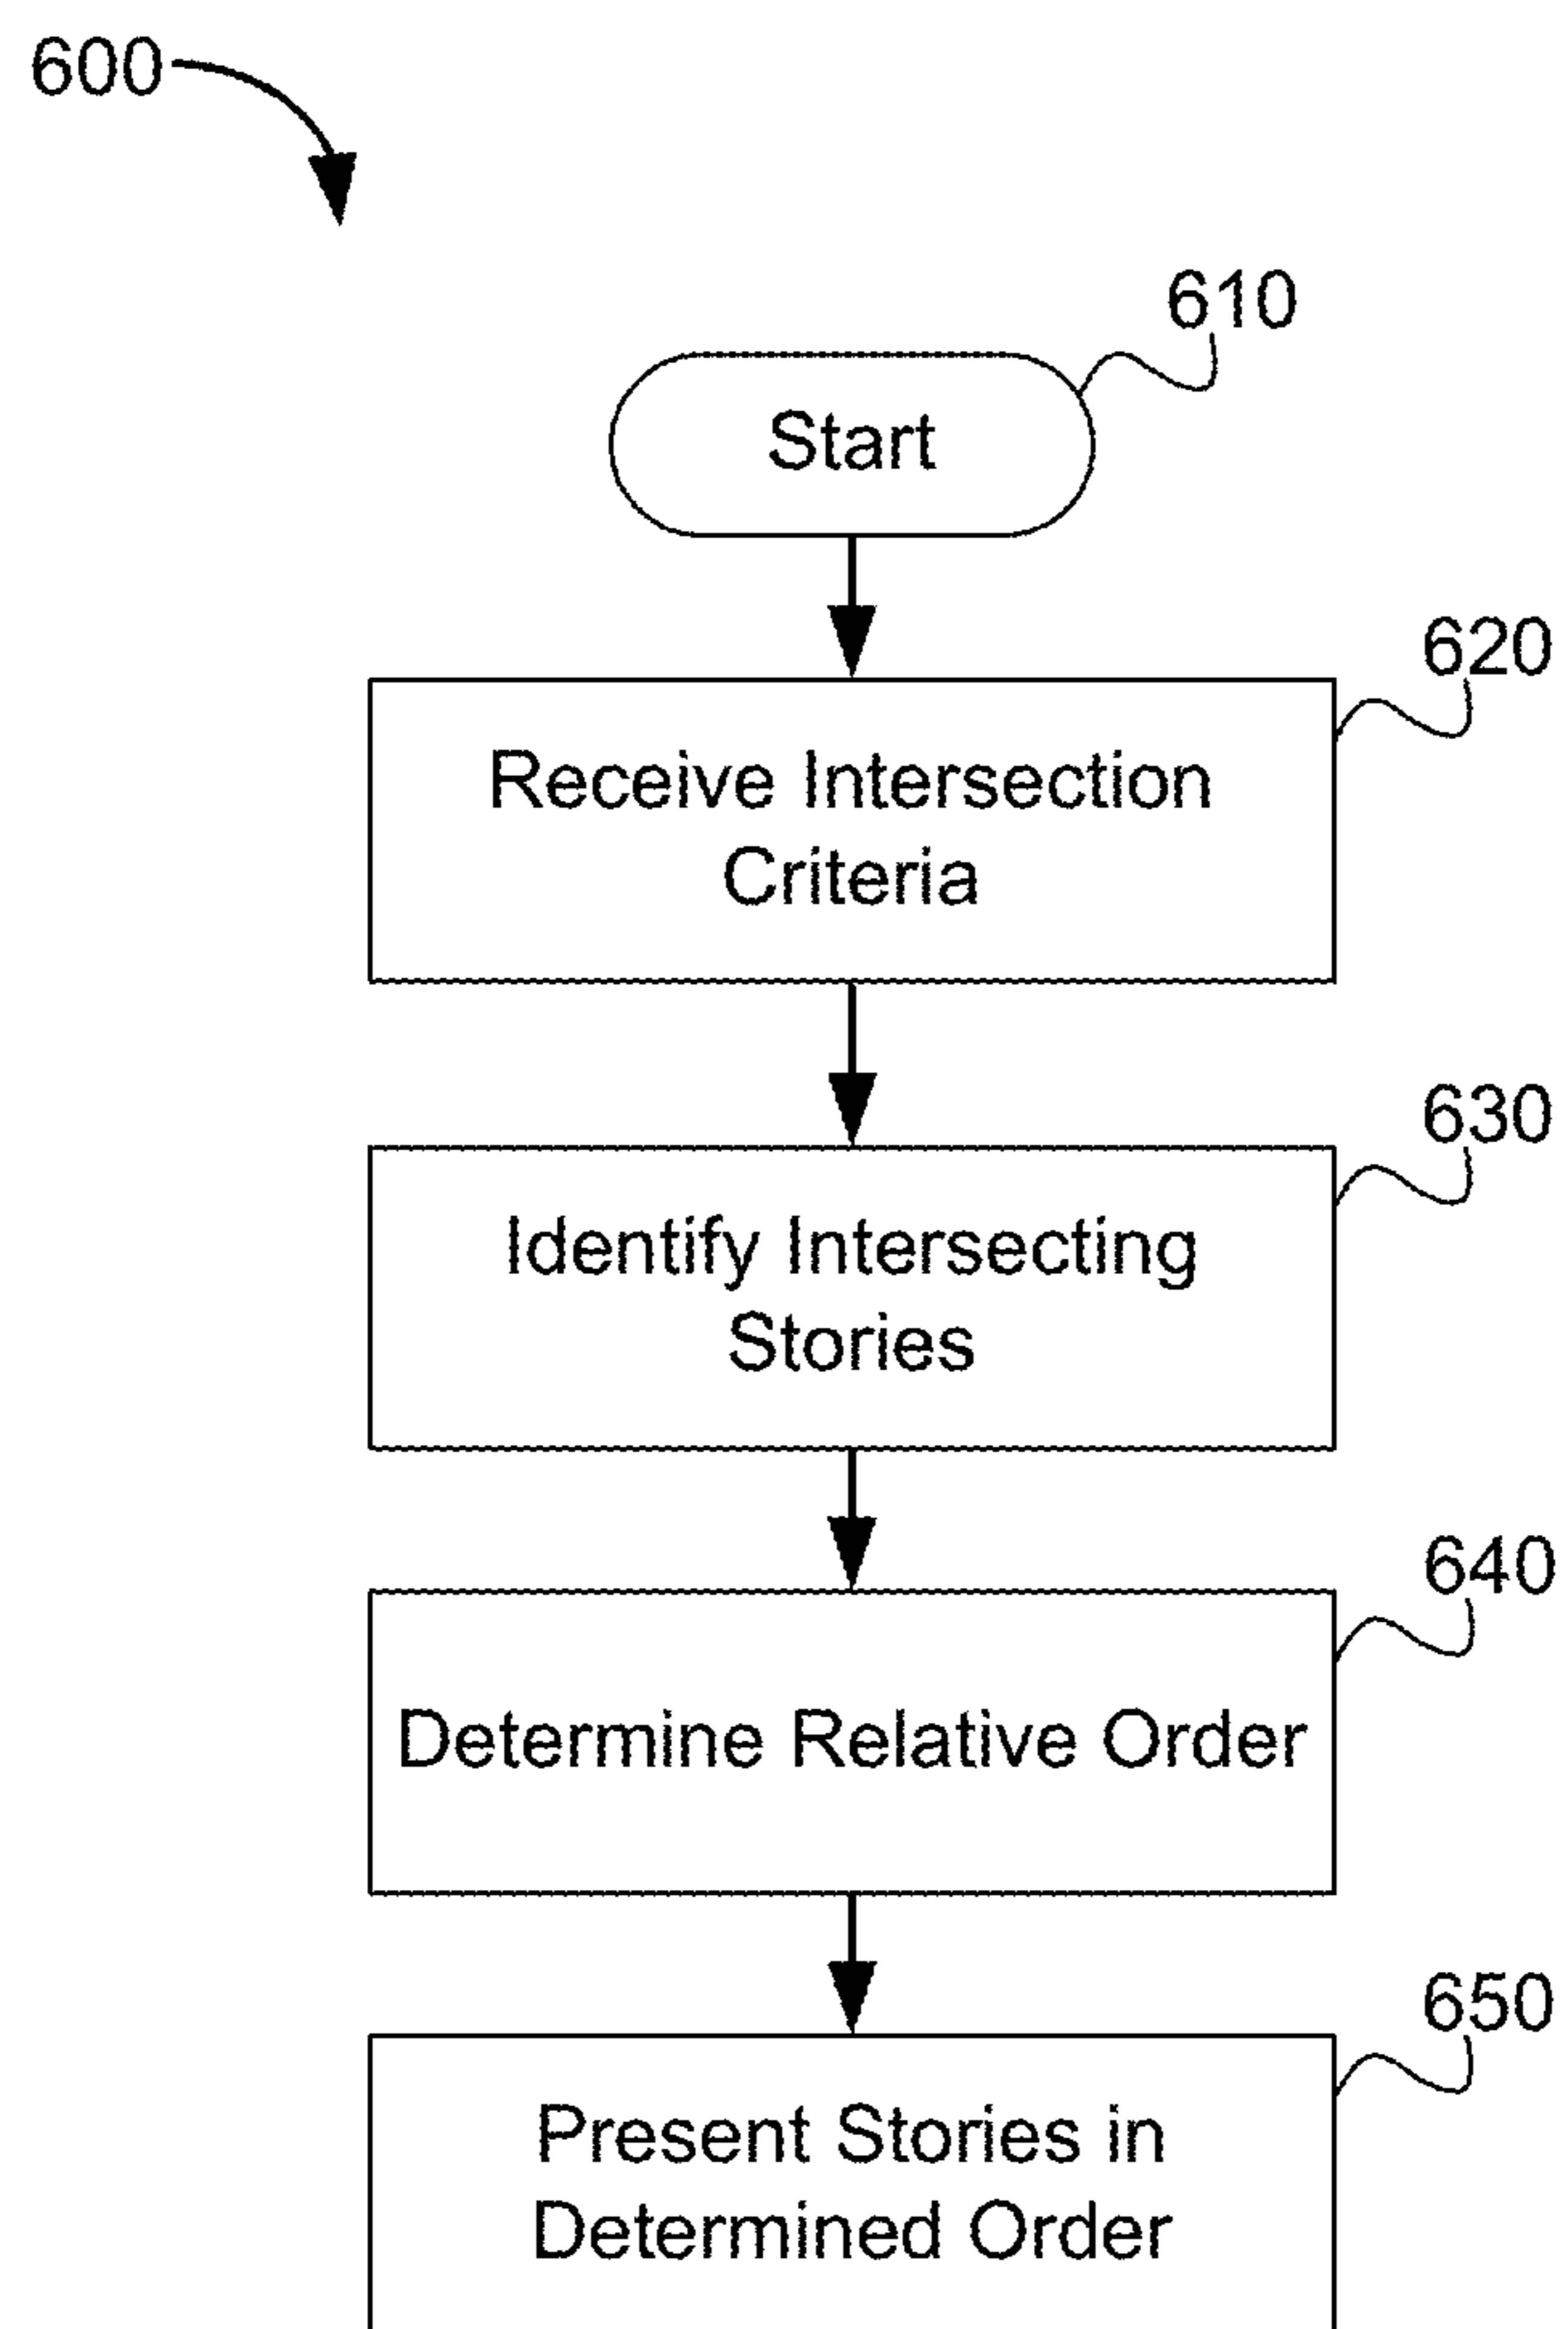 600
610
Start
620
Receive Intersection
Criteria
630
Identify Intersecting
Stories
640
Determine Relative Order
650
Present Stories in
Determined Order